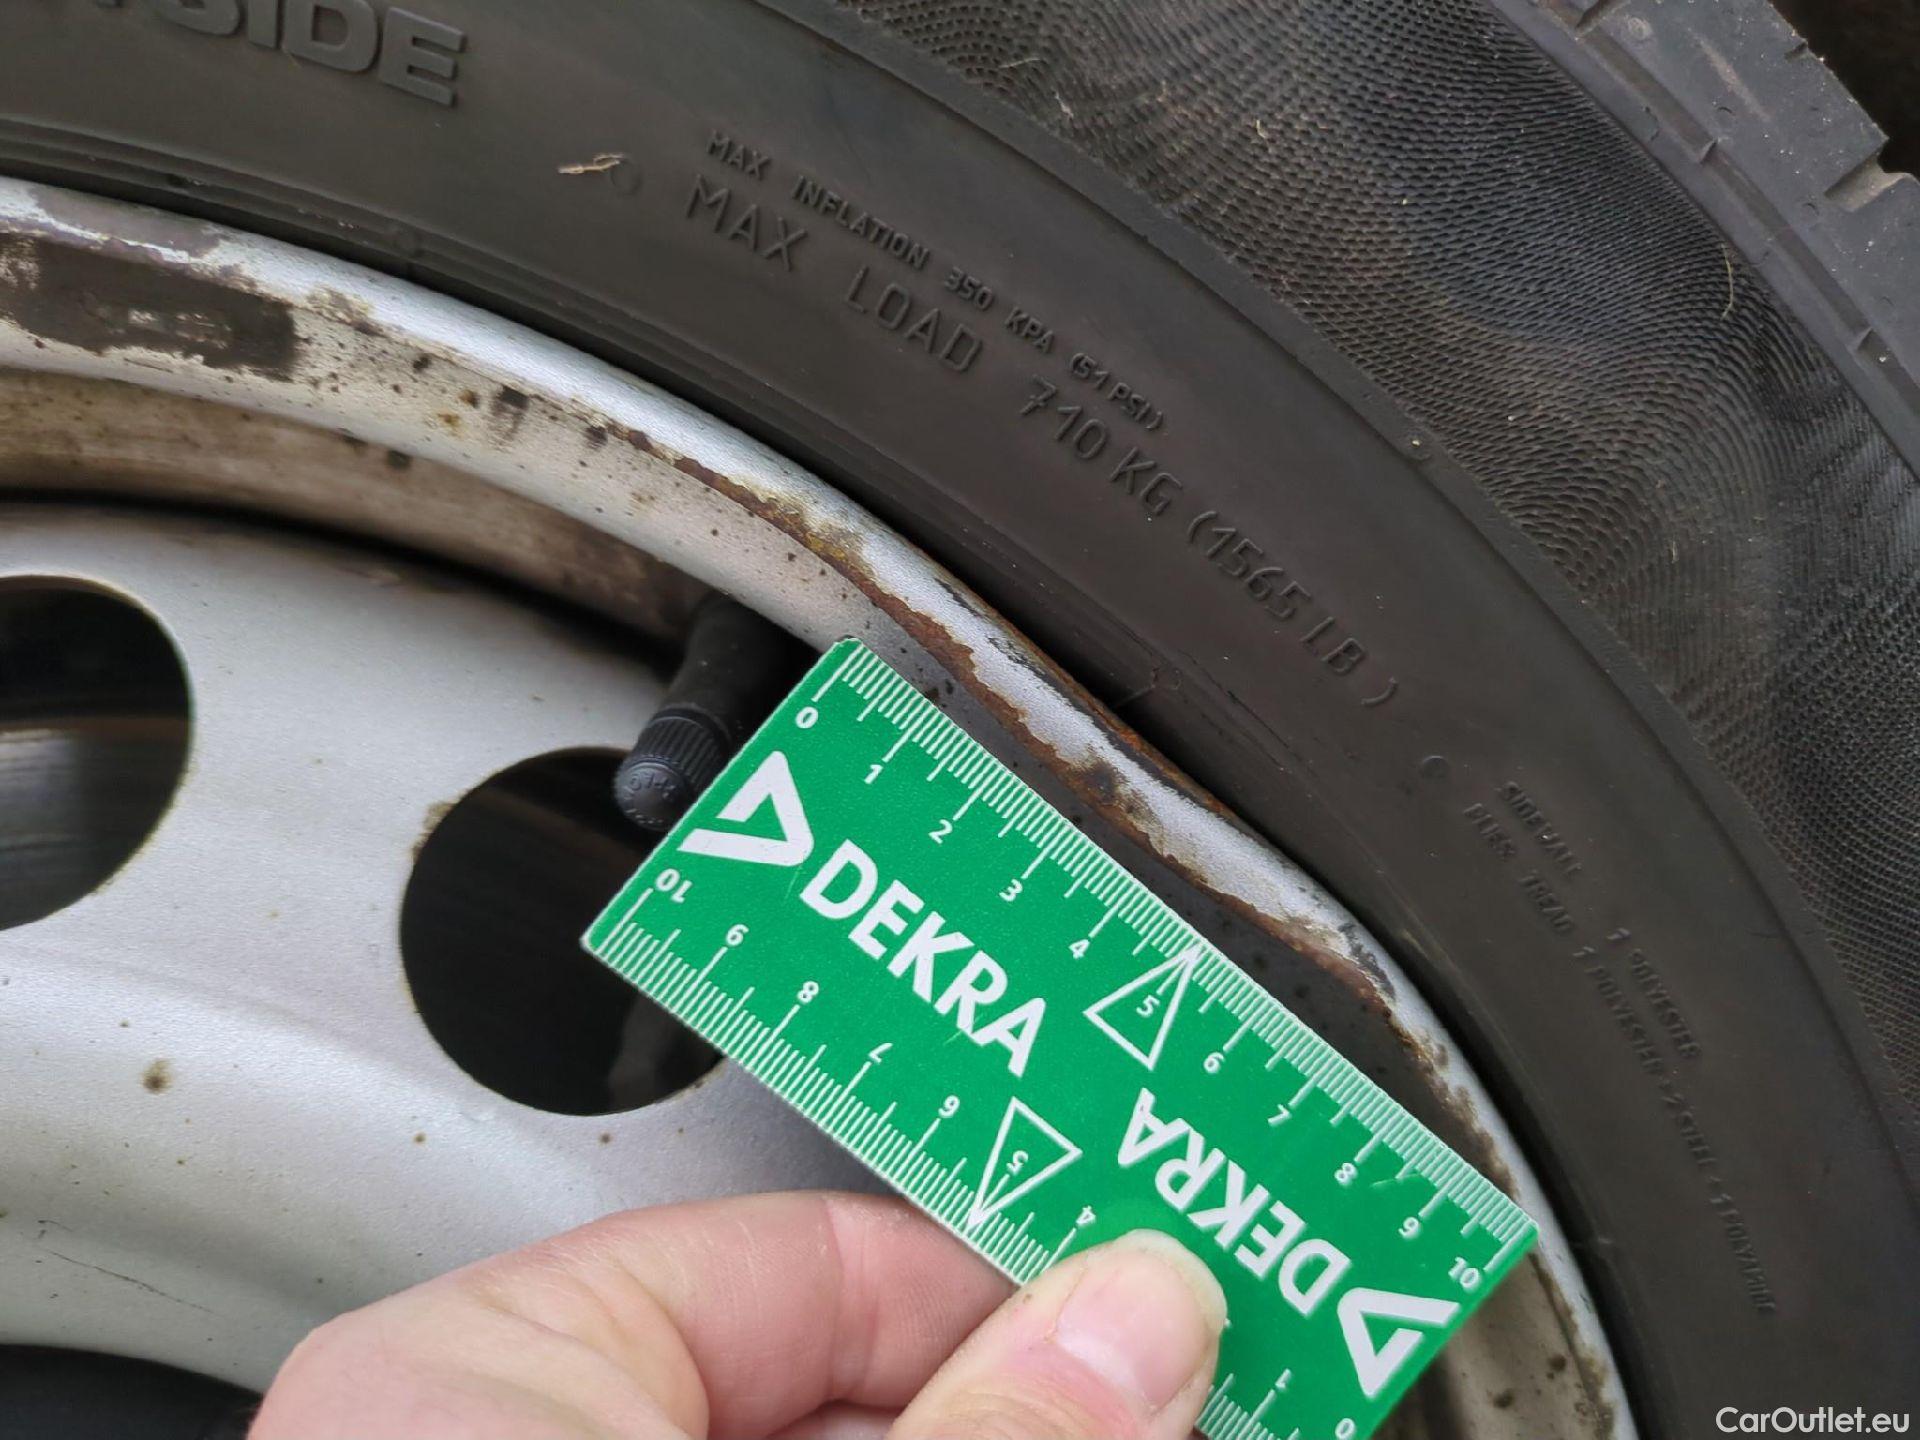 SIDE
MAX INFLATION 350 KPA (51 PSI)
MAX LOAD 710 KG (1565 LB)
SIDEWALL 1 POLYESTER
PLIES: TREAD 1 POLYESTER + 2 STEEL + 1 POLYAMIDE
0 1 2 3 4 5 6 7 8 9 10
DEKRA
DEKRA
10 9 8 7 6 5 4 1 0
CarOutlet.eu